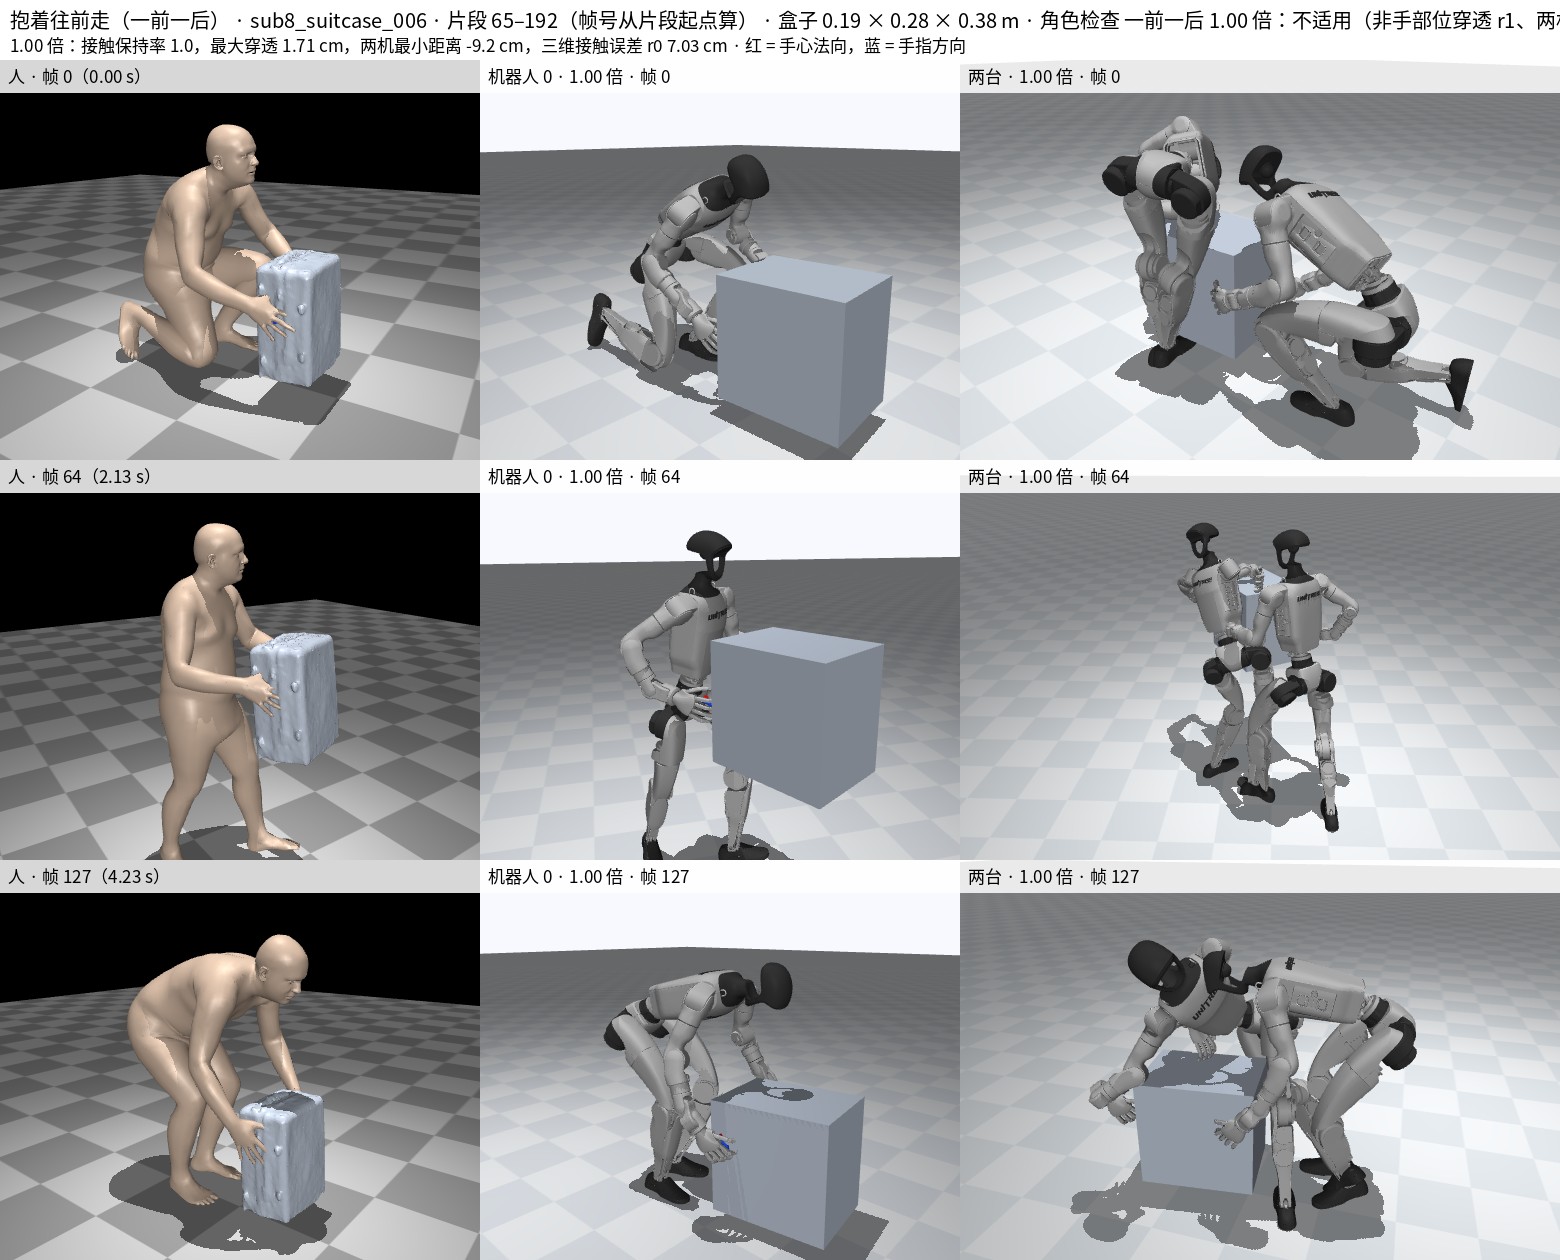 抱着往前走（一前一后） · sub8_suitcase_006 · 片段 65–192（帧号从片段起点算） · 盒子 0.19 × 0.28 × 0.38 m · 角色检查 一前一后 1.00 倍：不适用（非手部位穿透 r1、两
1.00 倍：接触保持率 1.0，最大穿透 1.71 cm，两机最小距离 -9.2 cm，三维接触误差 r0 7.03 cm · 红 = 手心法向，蓝 = 手指方向
人 · 帧 0（0.00 s）
机器人 0 · 1.00 倍 · 帧 0
两台 · 1.00 倍 · 帧 0
人 · 帧 64（2.13 s）
机器人 0 · 1.00 倍 · 帧 64
两台 · 1.00 倍 · 帧 64
人 · 帧 127（4.23 s）
机器人 0 · 1.00 倍 · 帧 127
两台 · 1.00 倍 · 帧 127